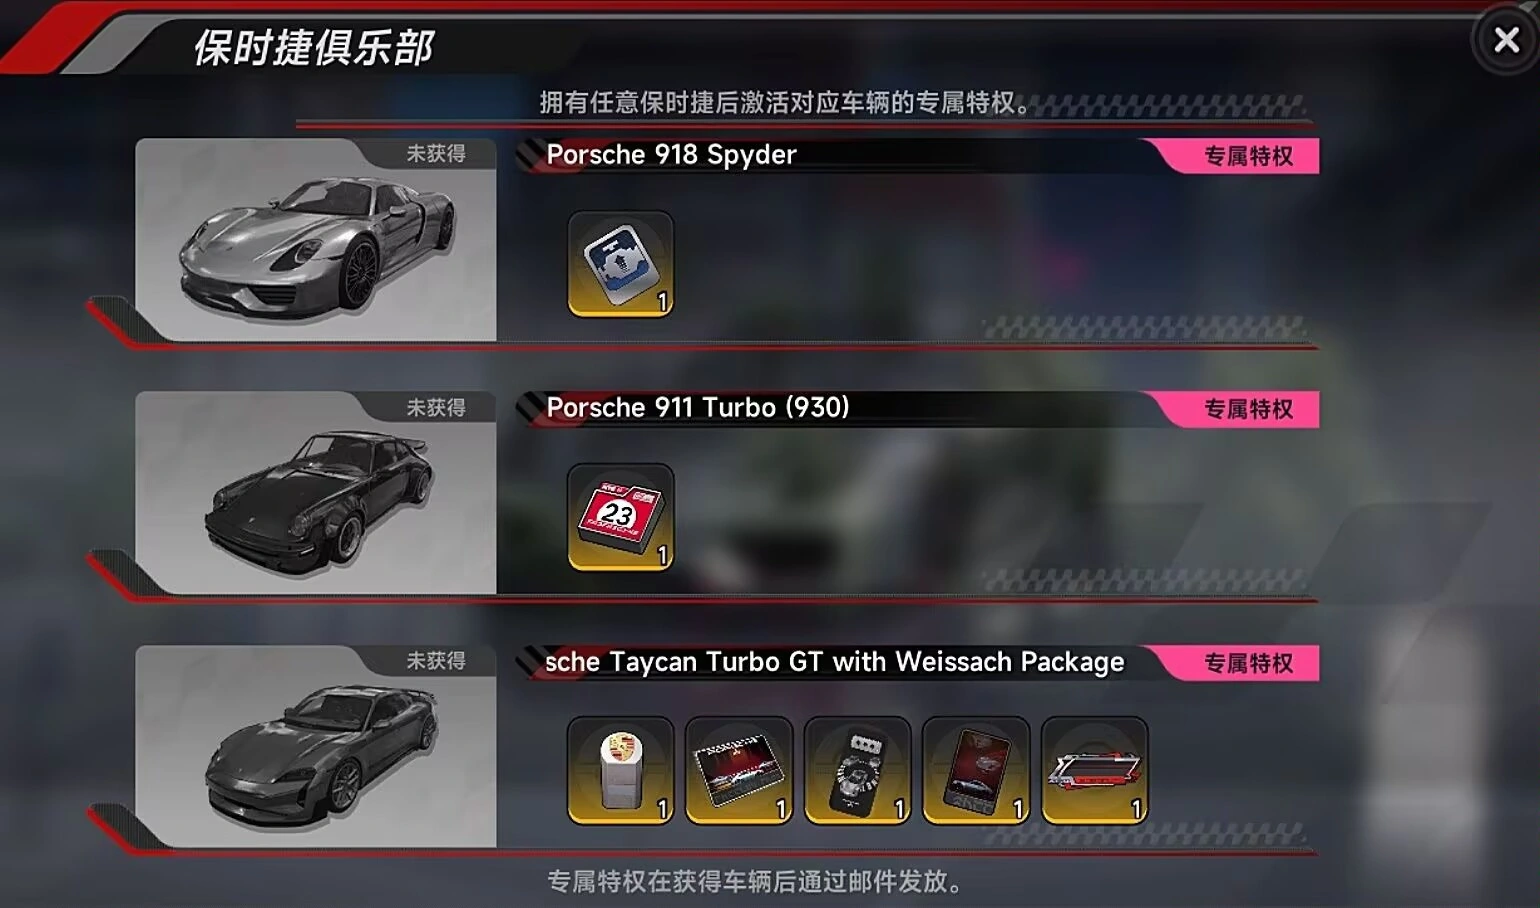 保时捷俱乐部
拥有任意保时捷后激活对应车辆的专属特权。
未获得
Porsche 918 Spyder
专属特权
1
未获得
Porsche 911 Turbo (930)
专属特权
23
1
未获得
sche Taycan Turbo GT with Weissach Package
专属特权
1
1
1
1
1
专属特权在获得车辆后通过邮件发放。